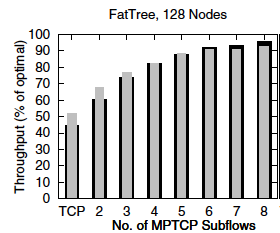 FatTree, 128 Nodes
Throughput (% of optimal)
100
90
80
70
60
50
40
30
20
10
0
TCP 2 3 4 5 6 7 8
No. of MPTCP Subflows